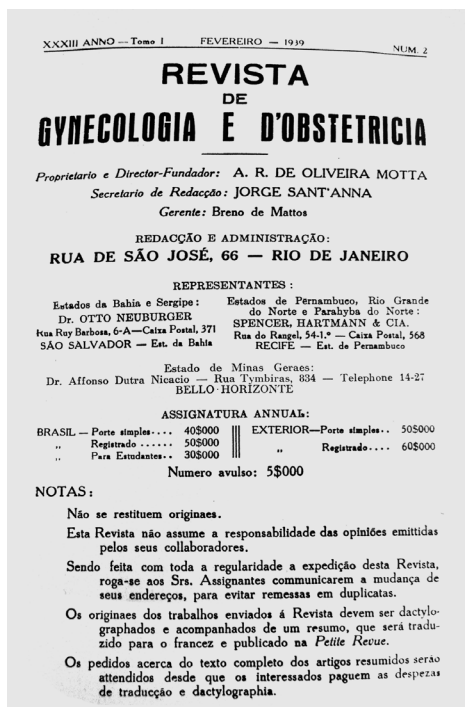 XXXIII ANNO — Tomo I FEVEREIRO — 1939 NUM. 2
REVISTA
DE
GYNECOLOGIA E D'OBSTETRICIA
Proprietario e Director-Fundador: A. R. DE OLIVEIRA MOTTA
Secretario de Redacção: JORGE SANT'ANNA
Gerente: Breno de Mattos
REDACÇÃO E ADMINISTRAÇÃO:
RUA DE SÃO JOSÉ, 66 — RIO DE JANEIRO
REPRESENTANTES:
Estados da Bahia e Sergipe:
Dr. OTTO NEUBURGER
Rua Ruy Barbosa, 6-A—Caixa Postal, 371
SÃO SALVADOR — Est. da Bahia
Estados de Pernambuco, Rio Grande
do Norte e Parahyba do Norte:
SPENCER, HARTMANN & CIA.
Rua do Rangel, 54-1.º — Caixa Postal, 568
RECIFE — Est. de Pernambuco
Estado de Minas Geraes:
Dr. Affonso Dutra Nicacio — Rua Tymbiras, 834 — Telephone 14-27
BELLO HORIZONTE
ASSIGNATURA ANNUAL:
BRASIL — Porte simples.... 40$000
„ Registrado ...... 50$000
„ Para Estudantes.. 30$000
EXTERIOR—Porte simples.. 50$000
„ Registrado.... 60$000
Numero avulso: 5$000
NOTAS:
Não se restituem originaes.
Esta Revista não assume a responsabilidade das opiniões emittidas
pelos seus collaboradores.
Sendo feita com toda a regularidade a expedição desta Revista,
roga-se aos Srs. Assignantes communicarem a mudança de
seus endereços, para evitar remessas em duplicatas.
Os originaes dos trabalhos enviados á Revista devem ser dactylo-
graphados e acompanhados de um resumo, que será tradu-
zido para o francez e publicado na Petite Revue.
Os pedidos acerca do texto completo dos artigos resumidos serão
attendidos desde que os interessados paguem as despezas
de traducção e dactylographia.